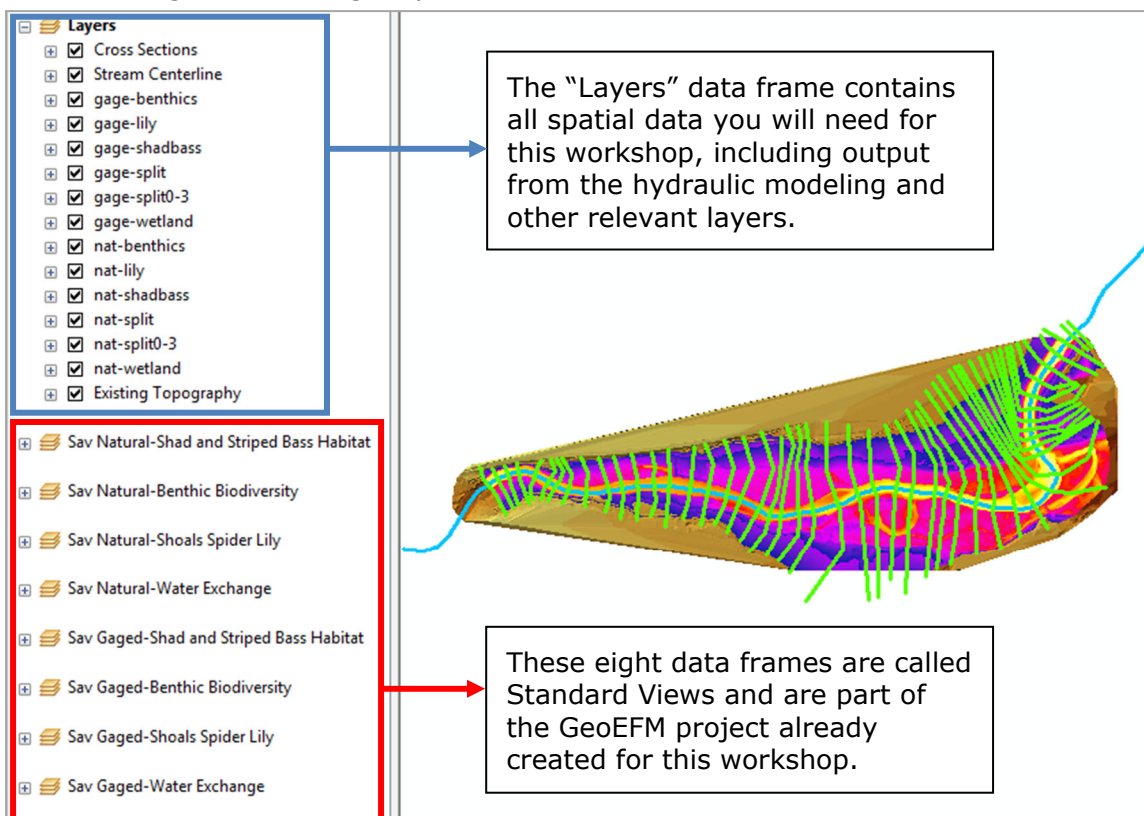 Layers
Cross Sections
Stream Centerline
gage-benthics
gage-lily
gage-shadbass
gage-split
gage-split0-3
gage-wetland
nat-benthics
nat-lily
nat-shadbass
nat-split
nat-split0-3
nat-wetland
Existing Topography
The “Layers” data frame contains
all spatial data you will need for
this workshop, including output
from the hydraulic modeling and
other relevant layers.
Sav Natural-Shad and Striped Bass Habitat
Sav Natural-Benthic Biodiversity
Sav Natural-Shoals Spider Lily
Sav Natural-Water Exchange
Sav Gaged-Shad and Striped Bass Habitat
Sav Gaged-Benthic Biodiversity
Sav Gaged-Shoals Spider Lily
Sav Gaged-Water Exchange
These eight data frames are called
Standard Views and are part of
the GeoEFM project already
created for this workshop.